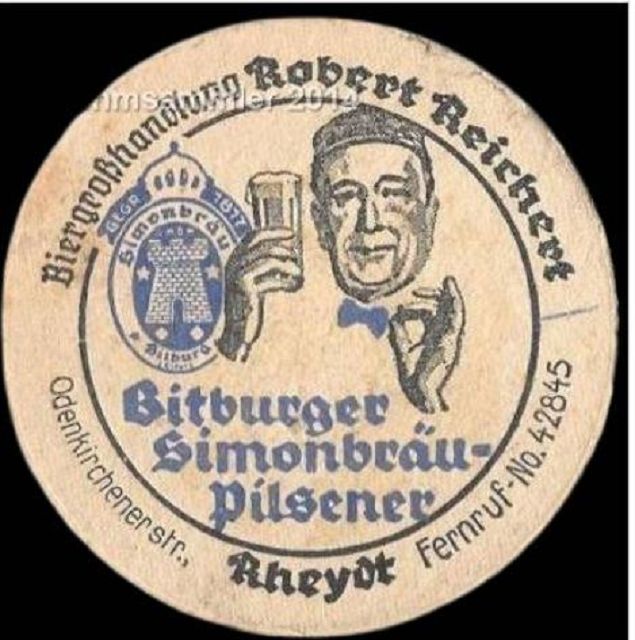 Biergroßhandlung Robert Reichert
GEGR. 1817
Simonbräu
Bitburg
Bitburger
Simonbräu-
Pilsener
Odenkirchenerstr.,
Rheydt
Fernruf-No. 42845